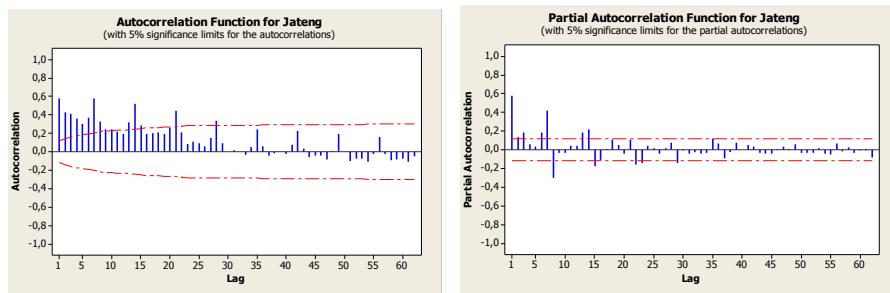 Autocorrelation Function for Jateng
(with 5% significance limits for the autocorrelations)
1,0
0,8
0,6
0,4
0,2
0,0
-0,2
-0,4
-0,6
-0,8
-1,0
Autocorrelation
1 5 10 15 20 25 30 35 40 45 50 55 60
Lag
Partial Autocorrelation Function for Jateng
(with 5% significance limits for the partial autocorrelations)
1,0
0,8
0,6
0,4
0,2
0,0
-0,2
-0,4
-0,6
-0,8
-1,0
Partial Autocorrelation
1 5 10 15 20 25 30 35 40 45 50 55 60
Lag